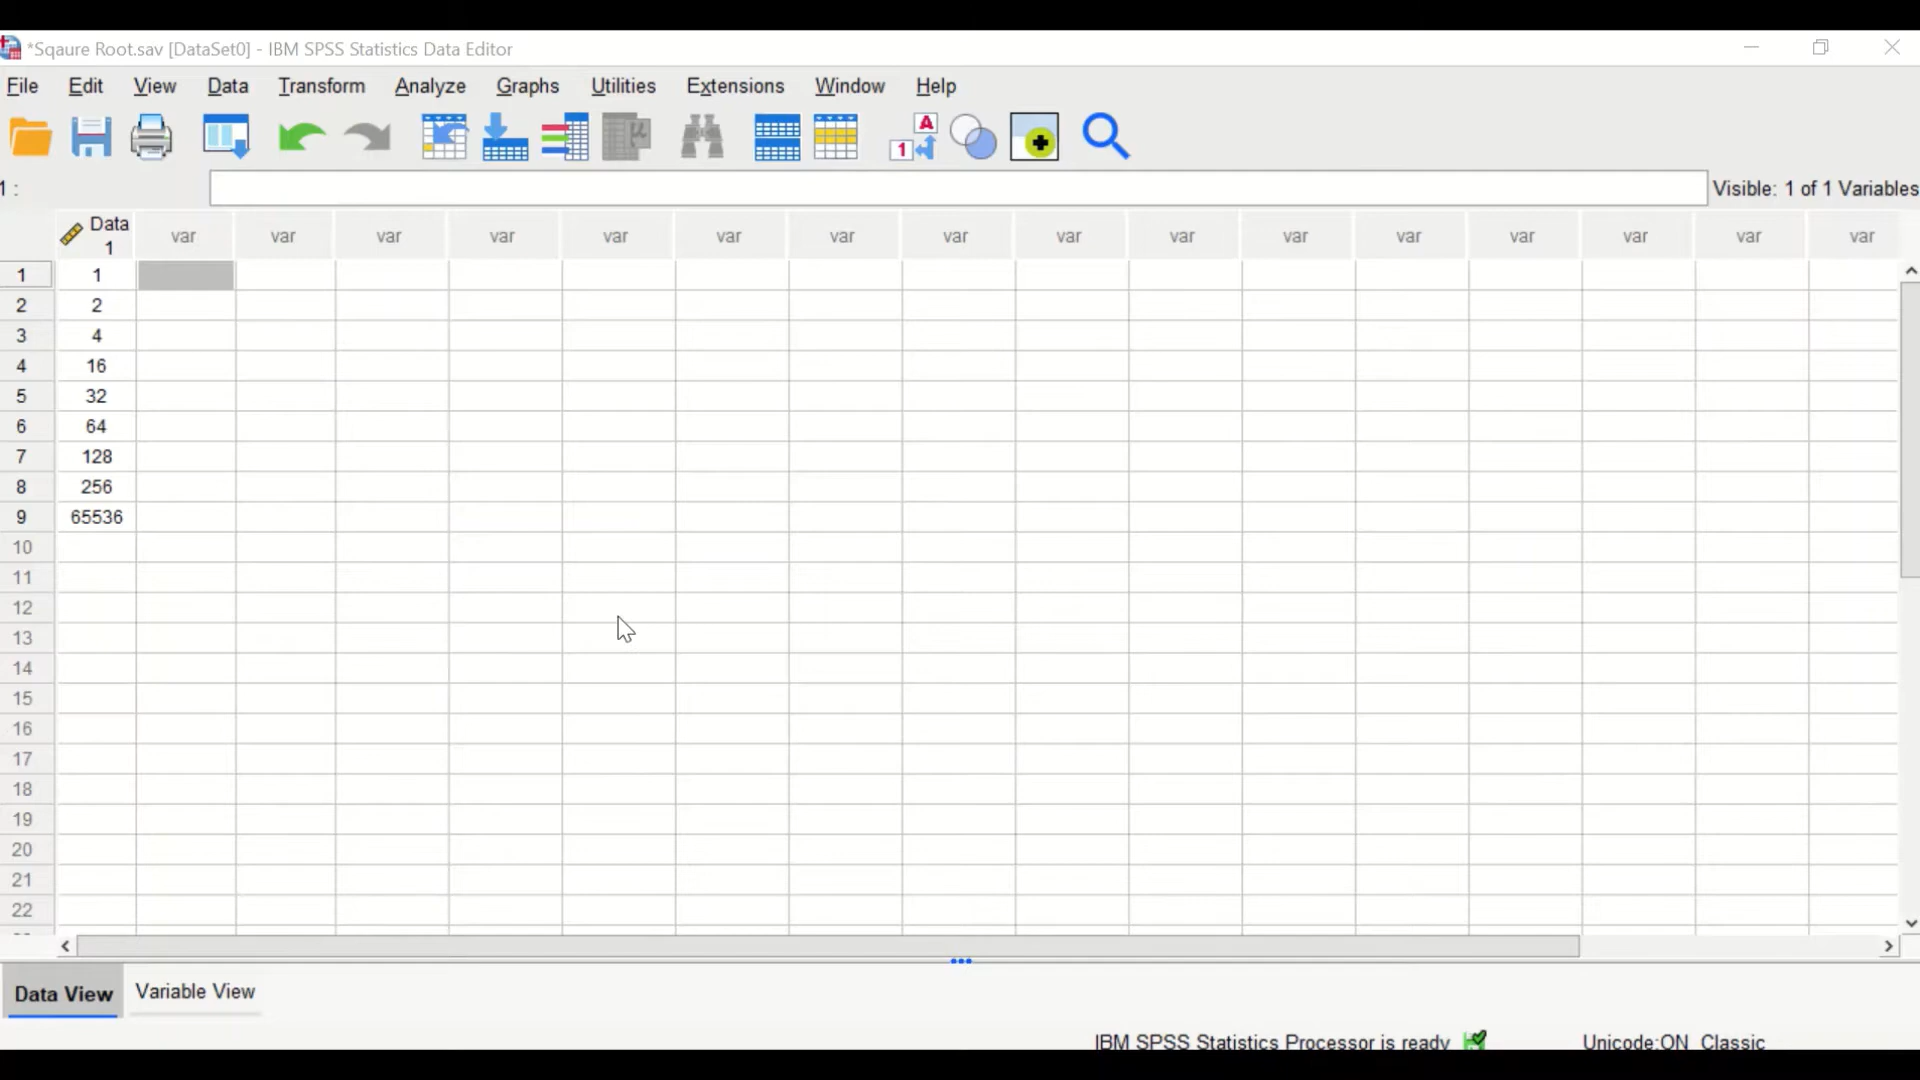 *Sqaure Root.sav [DataSet0] - IBM SPSS Statistics Data Editor
File Edit View Data Transform Analyze Graphs Utilities Extensions Window Help
A
1
μ
1 :
Visible: 1 of 1 Variables
Data
1
var var var var var var var var var var var var var var var var
1 1
2 2
3 4
4 16
5 32
6 64
7 128
8 256
9 65536
10
11
12
13
14
15
16
17
18
19
20
21
22
Data View Variable View
IBM SPSS Statistics Processor is ready Unicode:ON Classic